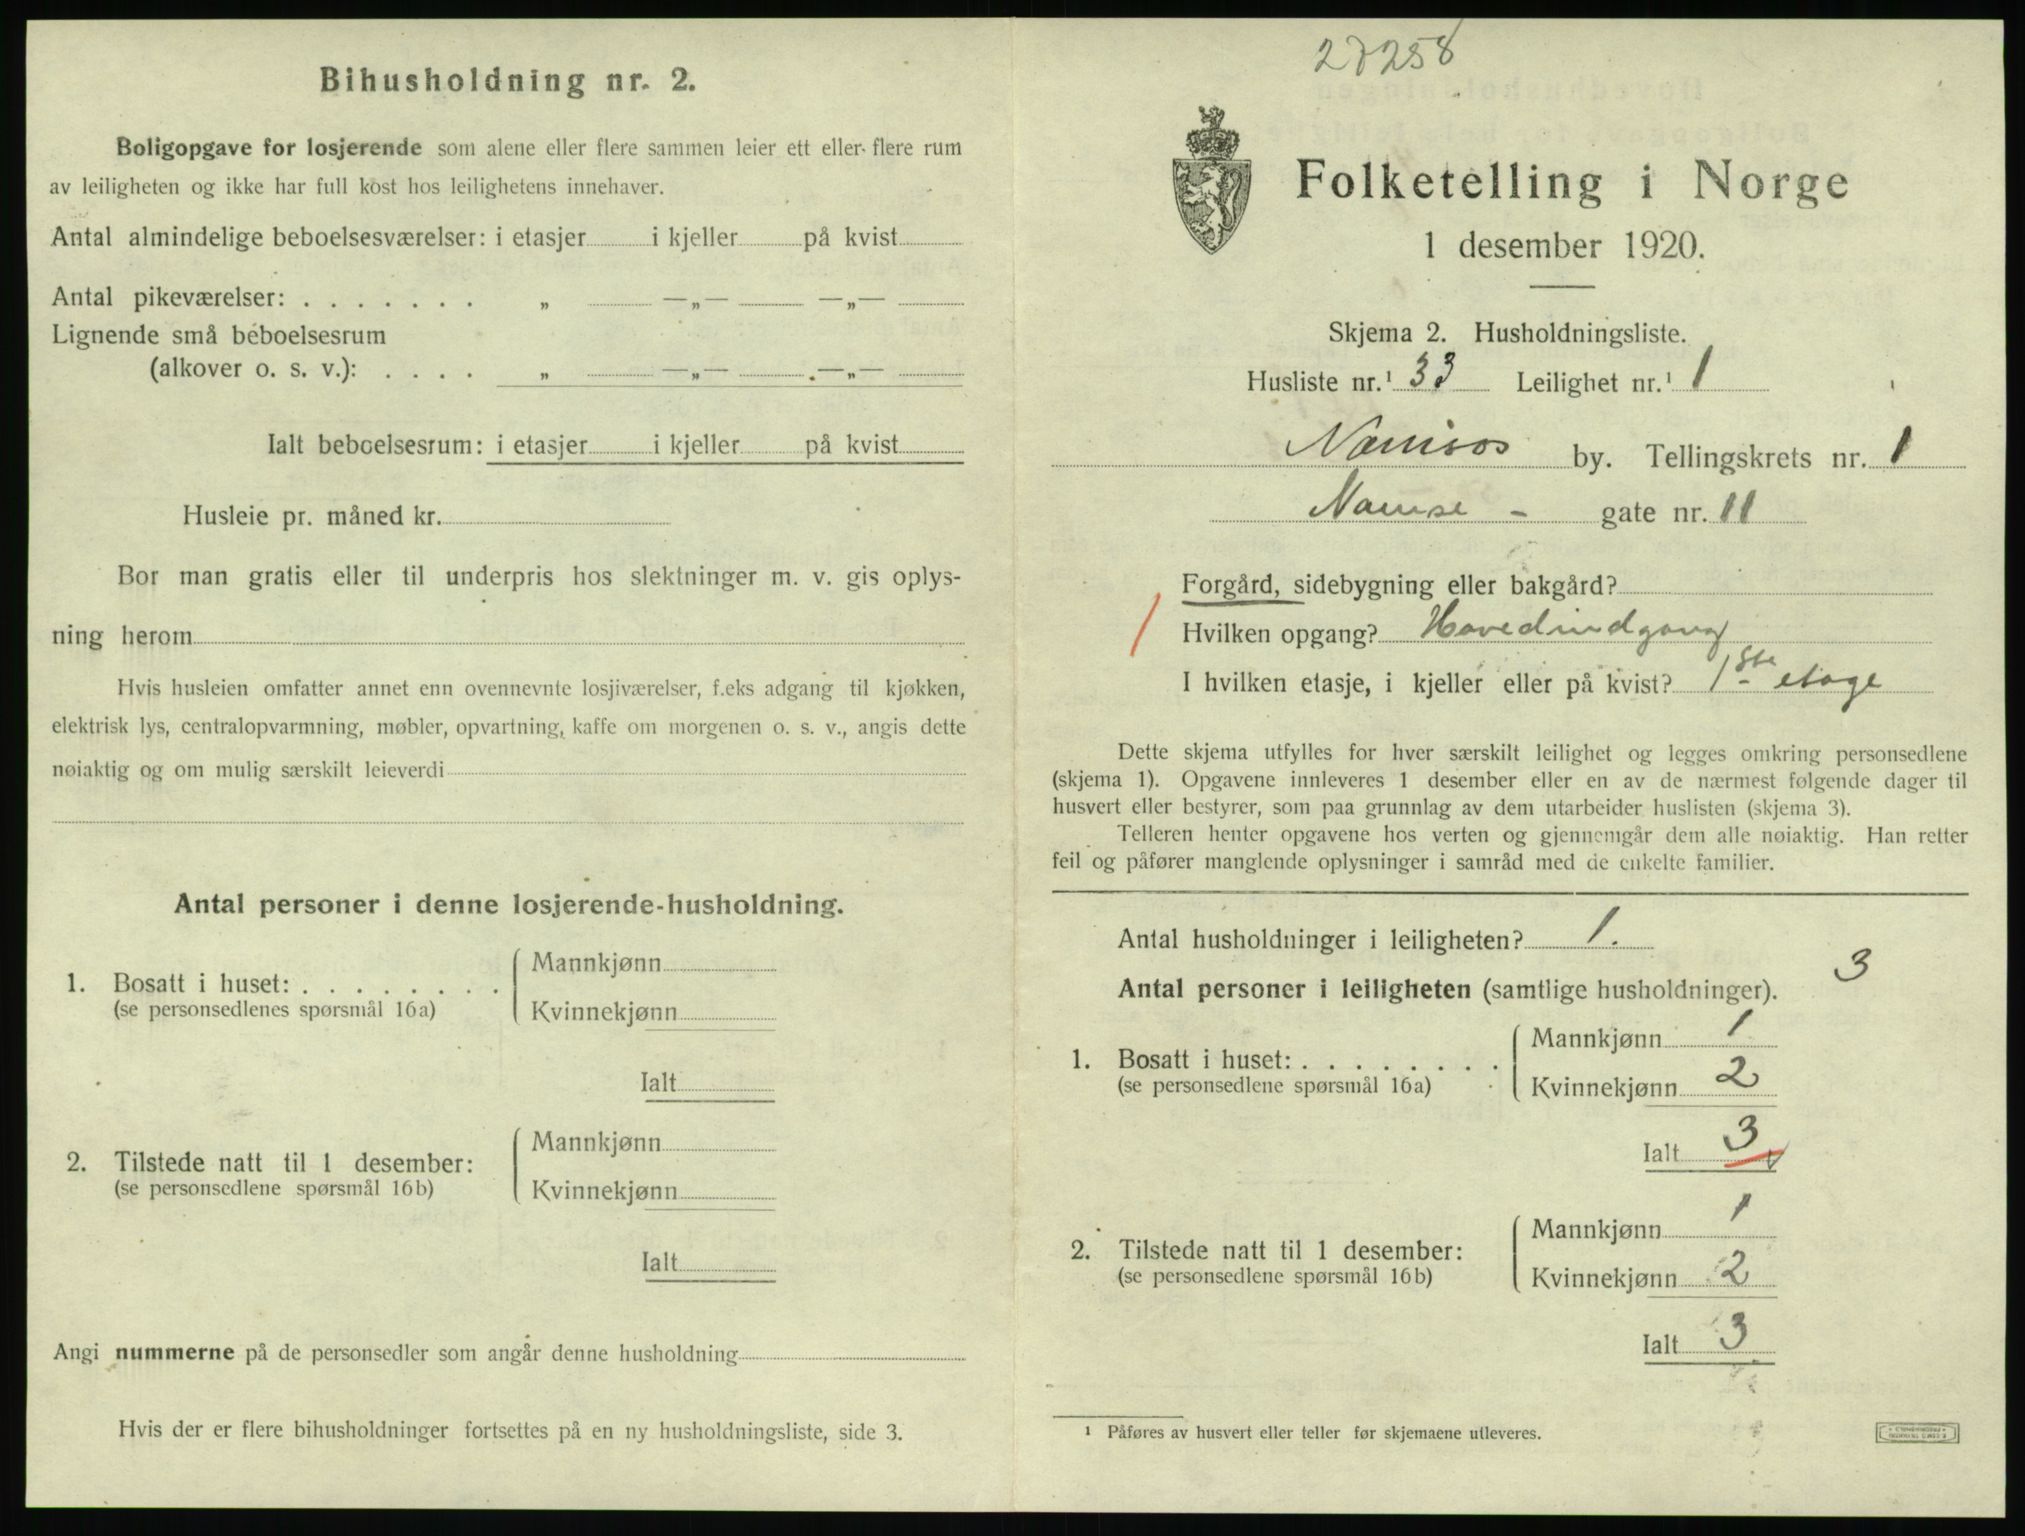 Bihusholdning nr. 2.
Boligopgave for losjerende som alene eller flere sammen leier ett eller flere rum
av leiligheten og ikke har full kost hos leilighetens innehaver.
Antal almindelige beboelsesværelser: i etasjer i kjeller på kvist
Antal pikeværelser: . . . . . . . „ —„— —„—
Lignende små beboelsesrum
(alkover o. s. v.): . . . . „ —„— —„—
Ialt beboelsesrum: i etasjer i kjeller på kvist
Husleie pr. måned kr.
Bor man gratis eller til underpris hos slektninger m. v. gis oplys-
ning herom
Hvis husleien omfatter annet enn ovennevnte losjiværelser, f.eks adgang til kjøkken,
elektrisk lys, centralopvarmning, møbler, opvartning, kaffe om morgenen o. s. v., angis dette
nøiaktig og om mulig særskilt leieverdi
Antal personer i denne losjerende-husholdning.
1. Bosatt i huset: . . . . . . . .
(se personsedlenes spørsmål 16a)
Mannkjønn
Kvinnekjønn
Ialt
2. Tilstede natt til 1 desember:
(se personsedlene spørsmål 16b)
Mannkjønn
Kvinnekjønn
Ialt
Angi nummerne på de personsedler som angår denne husholdning
Hvis der er flere bihusholdninger fortsettes på en ny husholdningsliste, side 3.
27258
Folketelling i Norge
1 desember 1920.
Skjema 2. Husholdningsliste.
Husliste nr.¹ 33 Leilighet nr.¹ 1
Namsos by. Tellingskrets nr. 1
Namse - gate nr. 11
Forgård, sidebygning eller bakgård?
Hvilken opgang? Hovedindgang
I hvilken etasje, i kjeller eller på kvist? 1ste etage
Dette skjema utfylles for hver særskilt leilighet og legges omkring personsedlene
(skjema 1). Opgavene innleveres 1 desember eller en av de nærmest følgende dager til
husvert eller bestyrer, som paa grunnlag av dem utarbeider huslisten (skjema 3).
Telleren henter opgavene hos verten og gjennemgår dem alle nøiaktig. Han retter
feil og påfører manglende oplysninger i samråd med de enkelte familier.
Antal husholdninger i leiligheten? 1.
3
Antal personer i leiligheten (samtlige husholdninger).
1. Bosatt i huset: . . . . . . . .
(se personsedlene spørsmål 16a)
Mannkjønn 1
Kvinnekjønn 2
Ialt 3
2. Tilstede natt til 1 desember:
(se personsedlene spørsmål 16b)
Mannkjønn 1
Kvinnekjønn 2
Ialt 3
¹ Påføres av husvert eller teller før skjemaene utleveres.